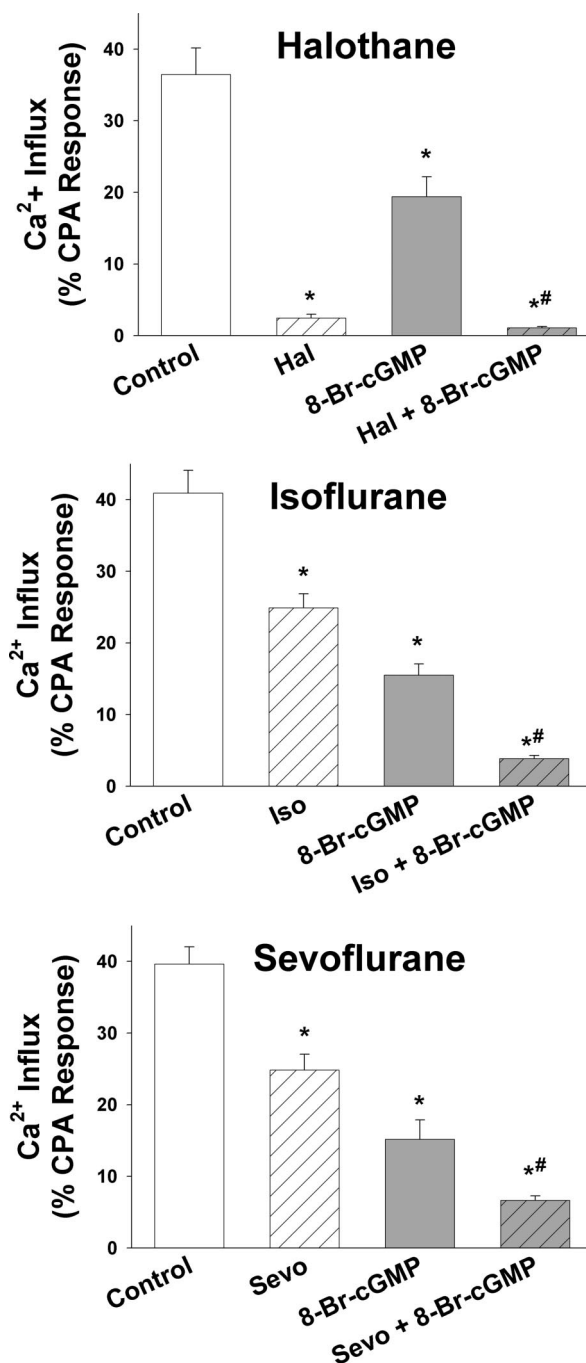 Halothane
Ca²+ Influx
(% CPA Response)
40
30
20
10
0
*
*
*#
Control
Hal
8-Br-cGMP
Hal + 8-Br-cGMP
Isoflurane
Ca²⁺ Influx
(% CPA Response)
40
30
20
10
0
*
*
*#
Control
Iso
8-Br-cGMP
Iso + 8-Br-cGMP
Sevoflurane
Ca²⁺ Influx
(% CPA Response)
50
40
30
20
10
0
*
*
*#
Control
Sevo
8-Br-cGMP
Sevo + 8-Br-cGMP